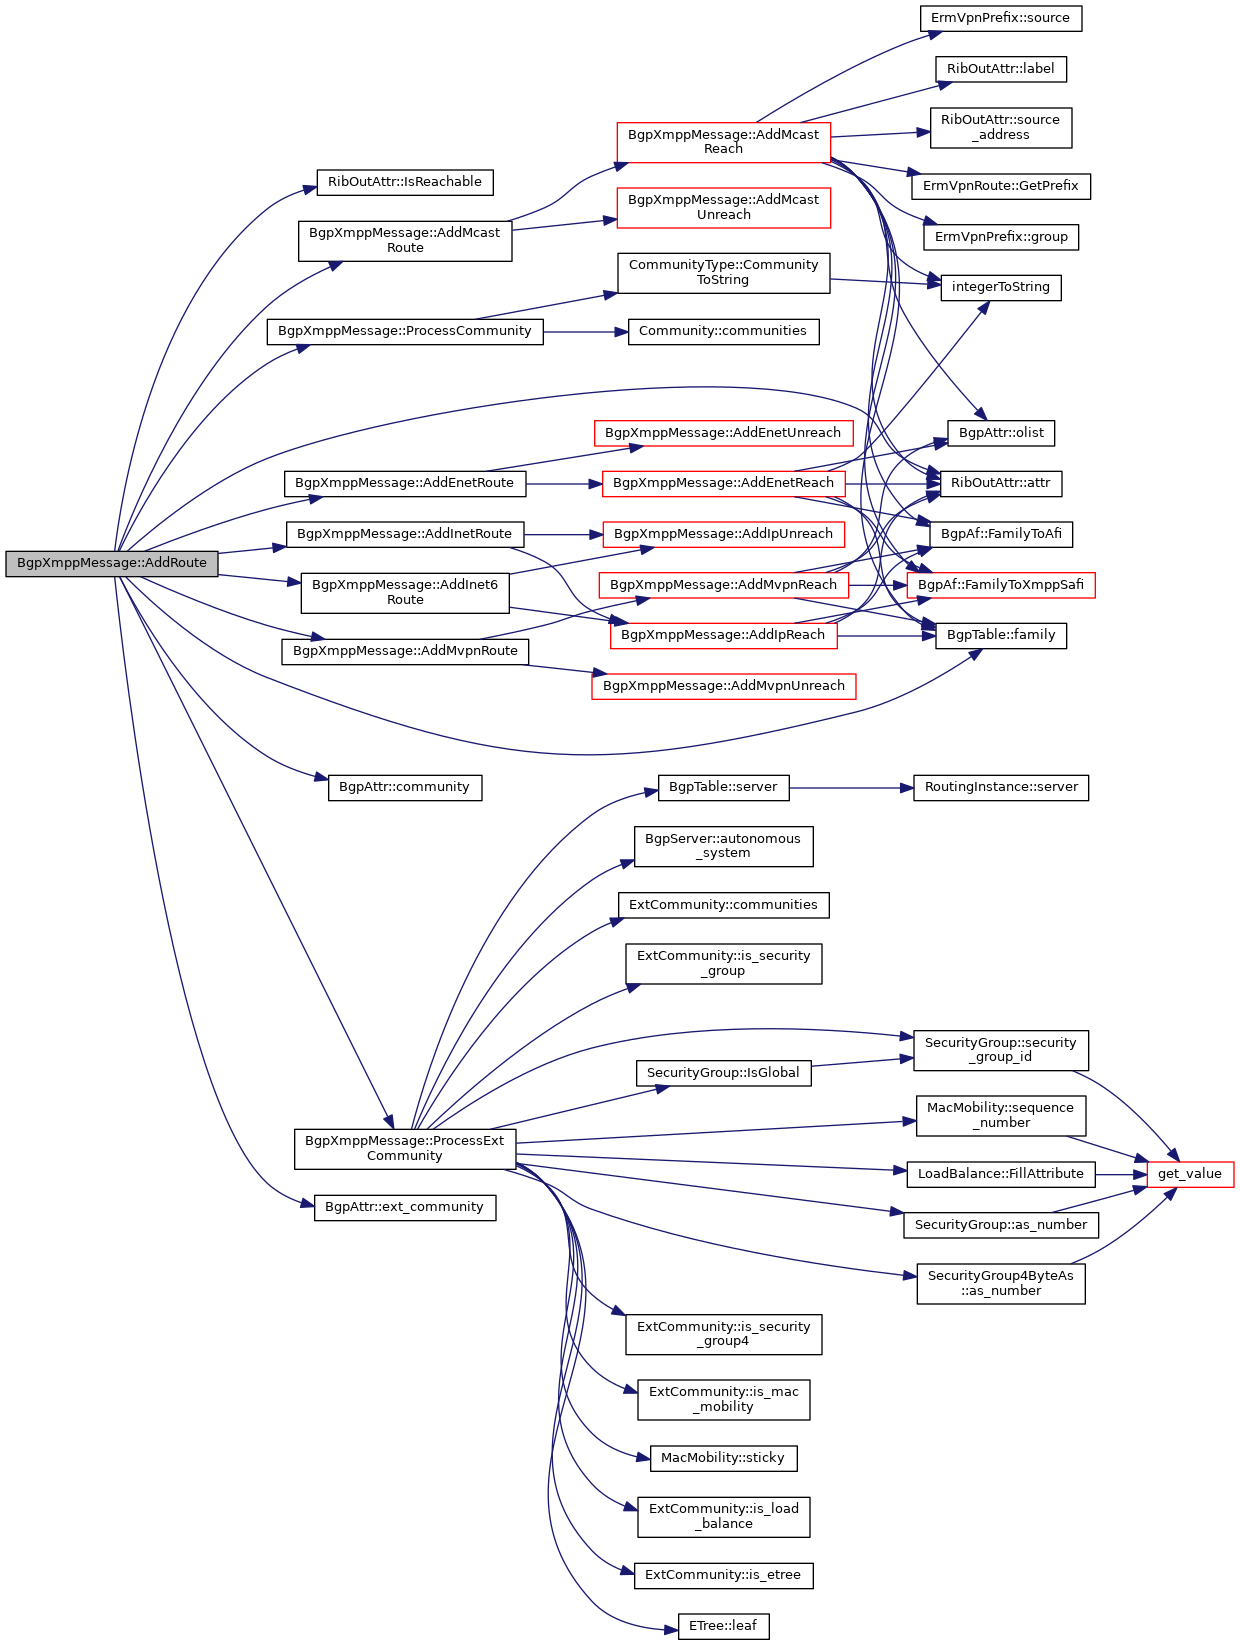 ErmVpnPrefix::source
RibOutAttr::label
RibOutAttr::source
_address
BgpXmppMessage::AddMcast
Reach
RibOutAttr::IsReachable
ErmVpnRoute::GetPrefix
BgpXmppMessage::AddMcast
Unreach
BgpXmppMessage::AddMcast
Route
ErmVpnPrefix::group
CommunityType::Community
ToString
integerToString
BgpXmppMessage::ProcessCommunity
Community::communities
BgpXmppMessage::AddEnetUnreach
BgpAttr::olist
BgpXmppMessage::AddEnetRoute
BgpXmppMessage::AddEnetReach
RibOutAttr::attr
BgpXmppMessage::AddInetRoute
BgpXmppMessage::AddIpUnreach
BgpAf::FamilyToAfi
BgpXmppMessage::AddRoute
BgpXmppMessage::AddInet6
Route
BgpXmppMessage::AddMvpnReach
BgpAf::FamilyToXmppSafi
BgpXmppMessage::AddIpReach
BgpTable::family
BgpXmppMessage::AddMvpnRoute
BgpXmppMessage::AddMvpnUnreach
BgpAttr::community
BgpTable::server
RoutingInstance::server
BgpServer::autonomous
_system
ExtCommunity::communities
ExtCommunity::is_security
_group
SecurityGroup::security
_group_id
SecurityGroup::IsGlobal
MacMobility::sequence
_number
BgpXmppMessage::ProcessExt
Community
LoadBalance::FillAttribute
get_value
BgpAttr::ext_community
SecurityGroup::as_number
SecurityGroup4ByteAs
::as_number
ExtCommunity::is_security
_group4
ExtCommunity::is_mac
_mobility
MacMobility::sticky
ExtCommunity::is_load
_balance
ExtCommunity::is_etree
ETree::leaf